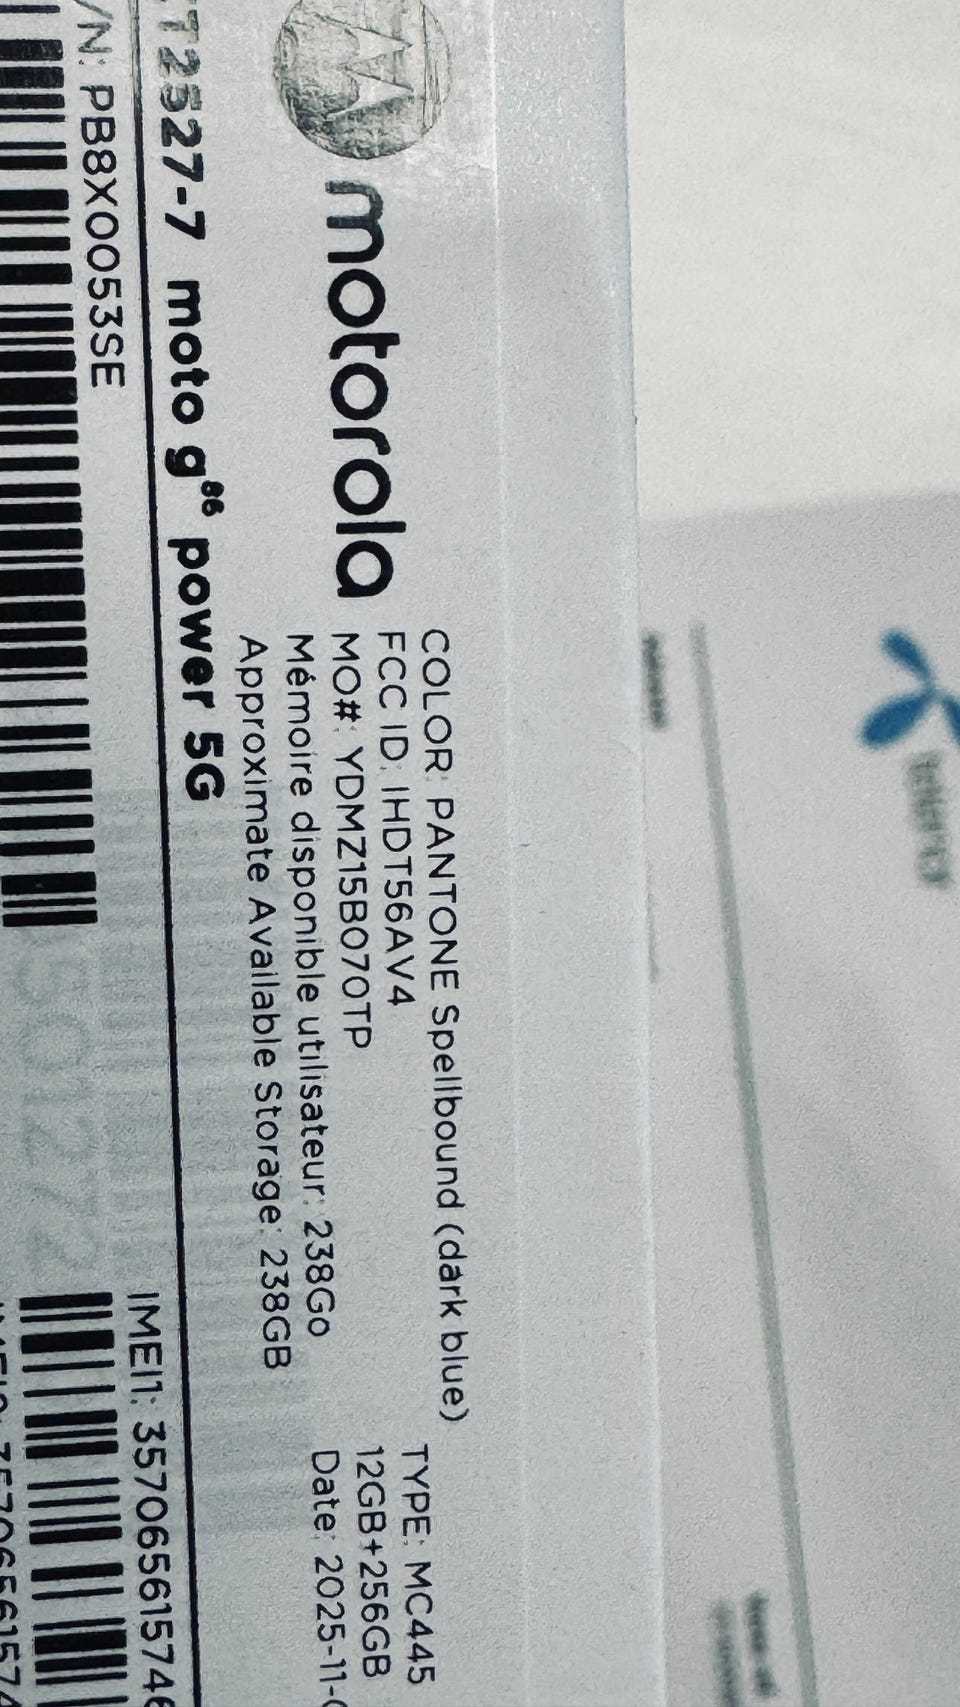 motorola
COLOR: PANTONE Spellbound (dark blue)
FCC ID: IHDT56AV4
MO#: YDMZ15B070TP
Mémoire disponible utilisateur: 238Go
Approximate Available Storage: 238GB
TYPE: MC445
12GB+256GB
Date: 2025-11-
T2527-7 moto g86 power 5G
/N: PB8X0053SE
IMEI1: 35706561574